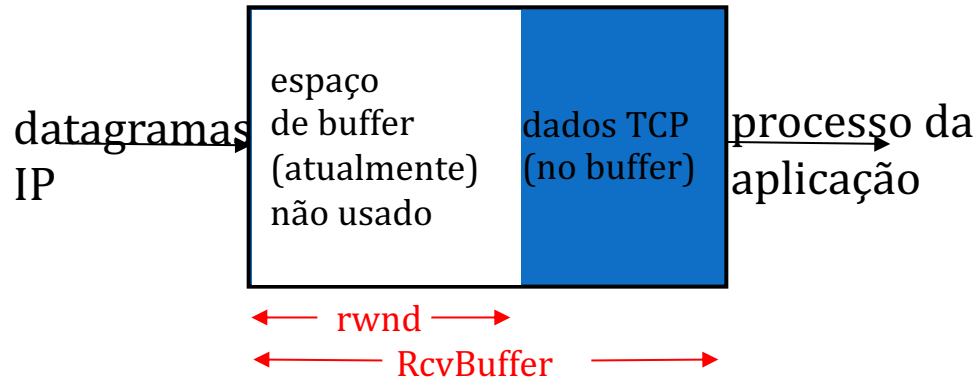 datagramas
IP
espaço
de buffer
(atualmente)
não usado
dados TCP
(no buffer)
processo da
aplicação
rwnd
RcvBuffer